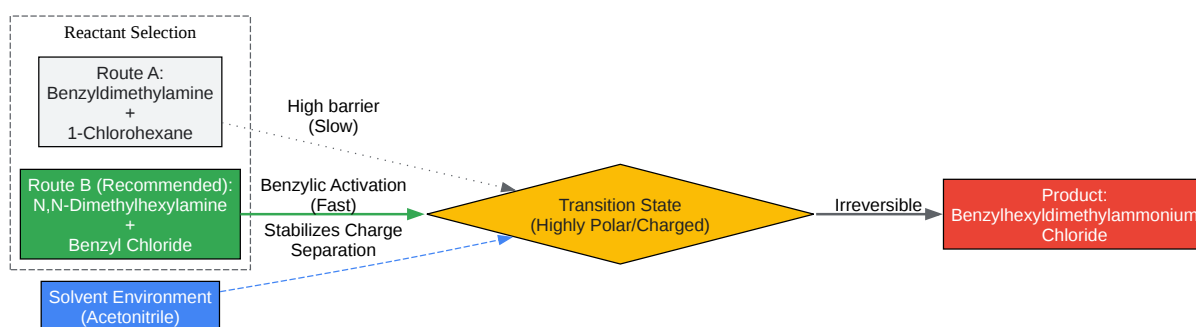 Reactant Selection
Route A:
Benzyldimethylamine
+
1-Chlorohexane
High barrier
(Slow)
Route B (Recommended):
N,N-Dimethylhexylamine
+
Benzyl Chloride
Benzylic Activation
(Fast)
Stabilizes Charge
Separation
Solvent Environment
(Acetonitrile)
Transition State
(Highly Polar/Charged)
Irreversible
Product:
Benzylhexyldimethylammonium
Chloride